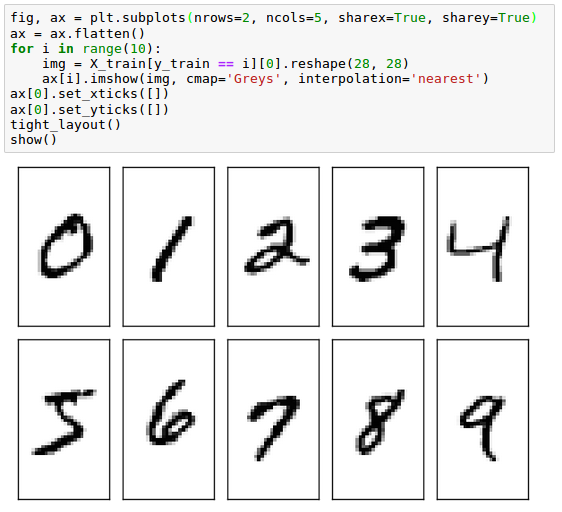 fig, ax = plt.subplots(nrows=2, ncols=5, sharex=True, sharey=True)
ax = ax.flatten()
for i in range(10):
    img = X_train[y_train == i][0].reshape(28, 28)
    ax[i].imshow(img, cmap='Greys', interpolation='nearest')
ax[0].set_xticks([])
ax[0].set_yticks([])
tight_layout()
show()
0 1 2 3 4
5 6 7 8 9